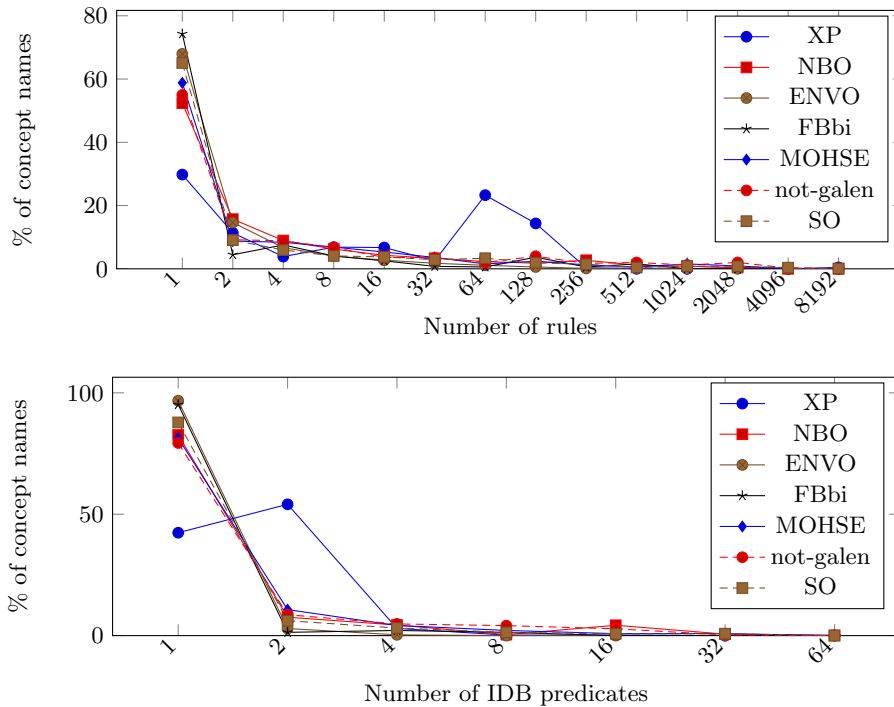 80
60
40
20
0
% of concept names
1 2 4 8 16 32 64 128 256 512 1024 2048 4096 8192
Number of rules
XP
NBO
ENVO
FBbi
MOHSE
not-galen
SO
100
50
0
% of concept names
1 2 4 8 16 32 64
Number of IDB predicates
XP
NBO
ENVO
FBbi
MOHSE
not-galen
SO